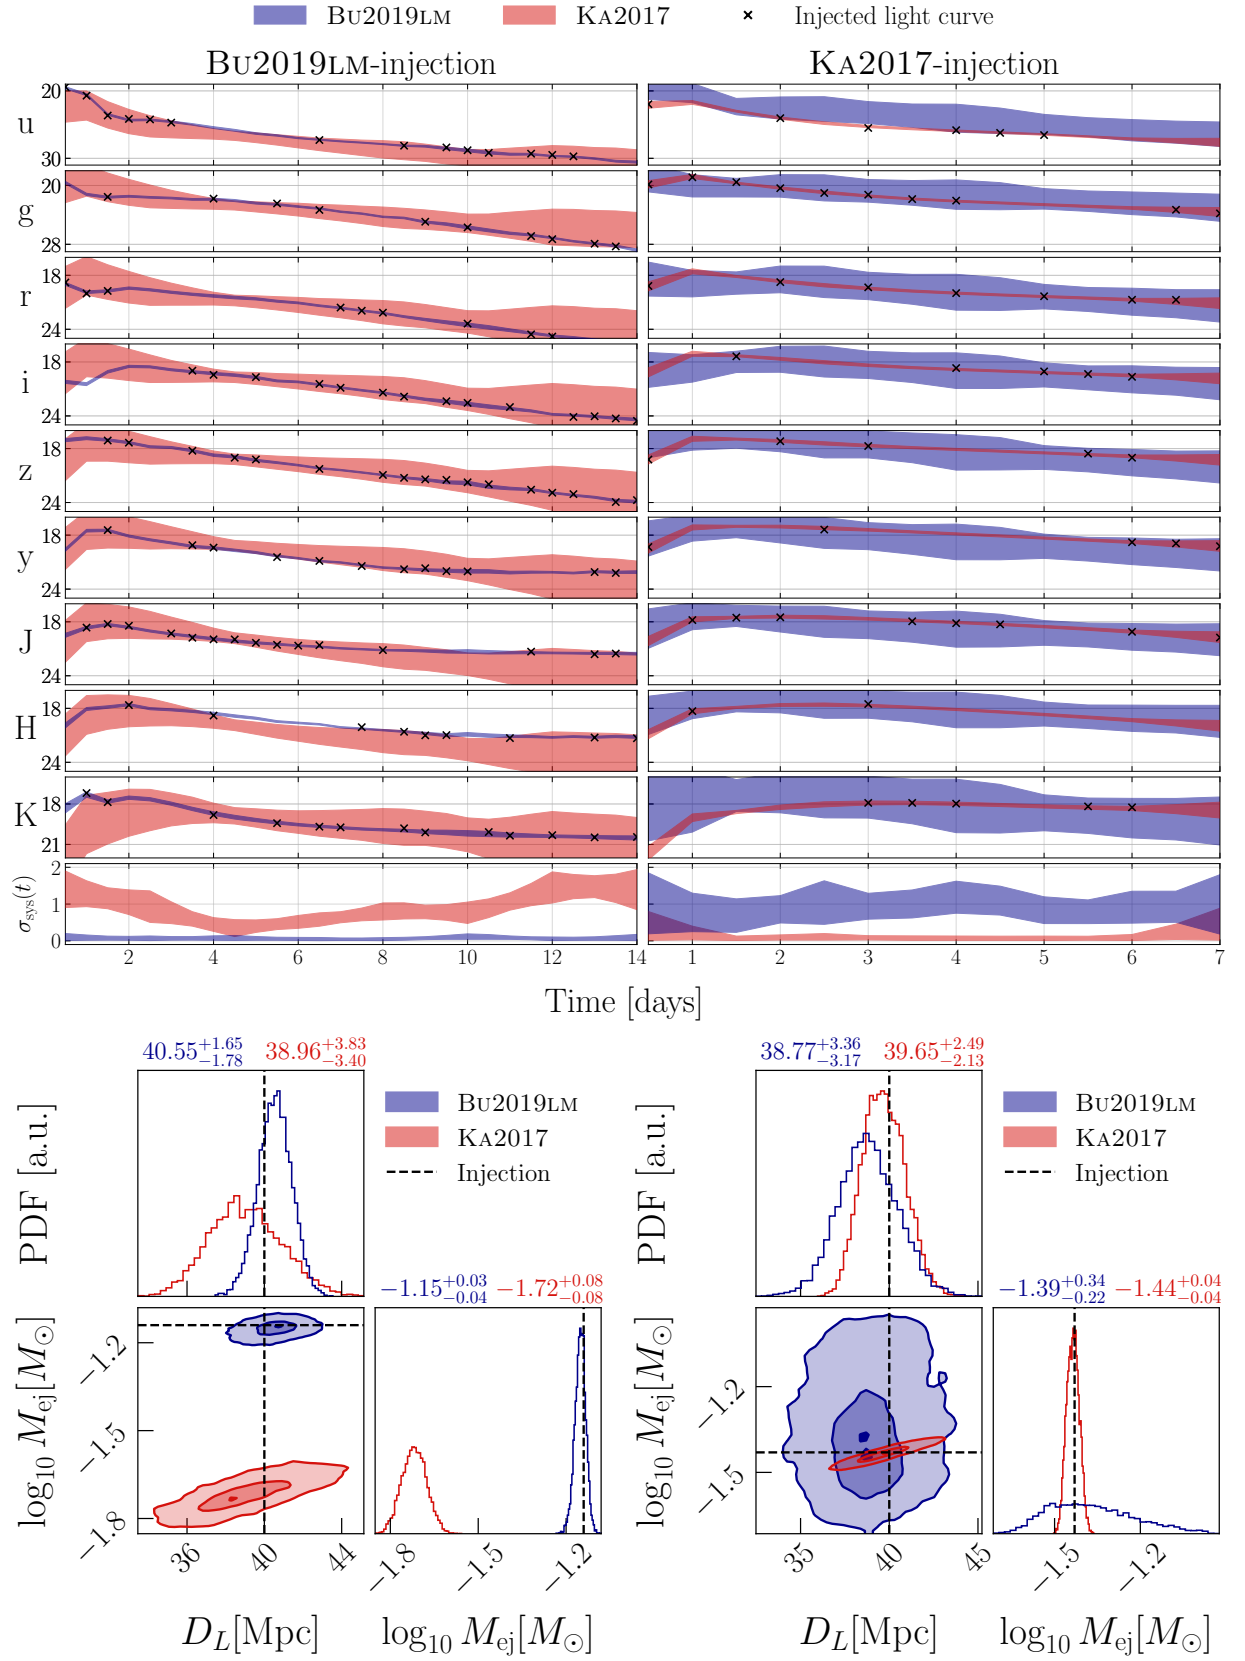 BU2019LM KA2017 × Injected light curve
BU2019LM-injection KA2017-injection
u 20 30
g 20 28
r 18 24
i 18 24
z 18 24
y 18 24
J 18 24
H 18 24
K 18 21
σsys(t) 2 1 0
2 4 6 8 10 12 14 1 2 3 4 5 6 7
Time [days]
40.55+1.65−1.78 38.96+3.83−3.40 38.77+3.36−3.17 39.65+2.49−2.13
PDF [a.u.] BU2019LM PDF [a.u.] BU2019LM
KA2017 KA2017
Injection Injection
−1.15+0.03−0.04 −1.72+0.08−0.08 −1.39+0.34−0.22 −1.44+0.04−0.04
log10 Mej[M⊙] −1.2 −1.5 −1.8 log10 Mej[M⊙] −1.2 −1.5
36 40 44 −1.8 −1.5 −1.2 35 40 45 −1.5 −1.2
DL[Mpc] log10 Mej[M⊙] DL[Mpc] log10 Mej[M⊙]